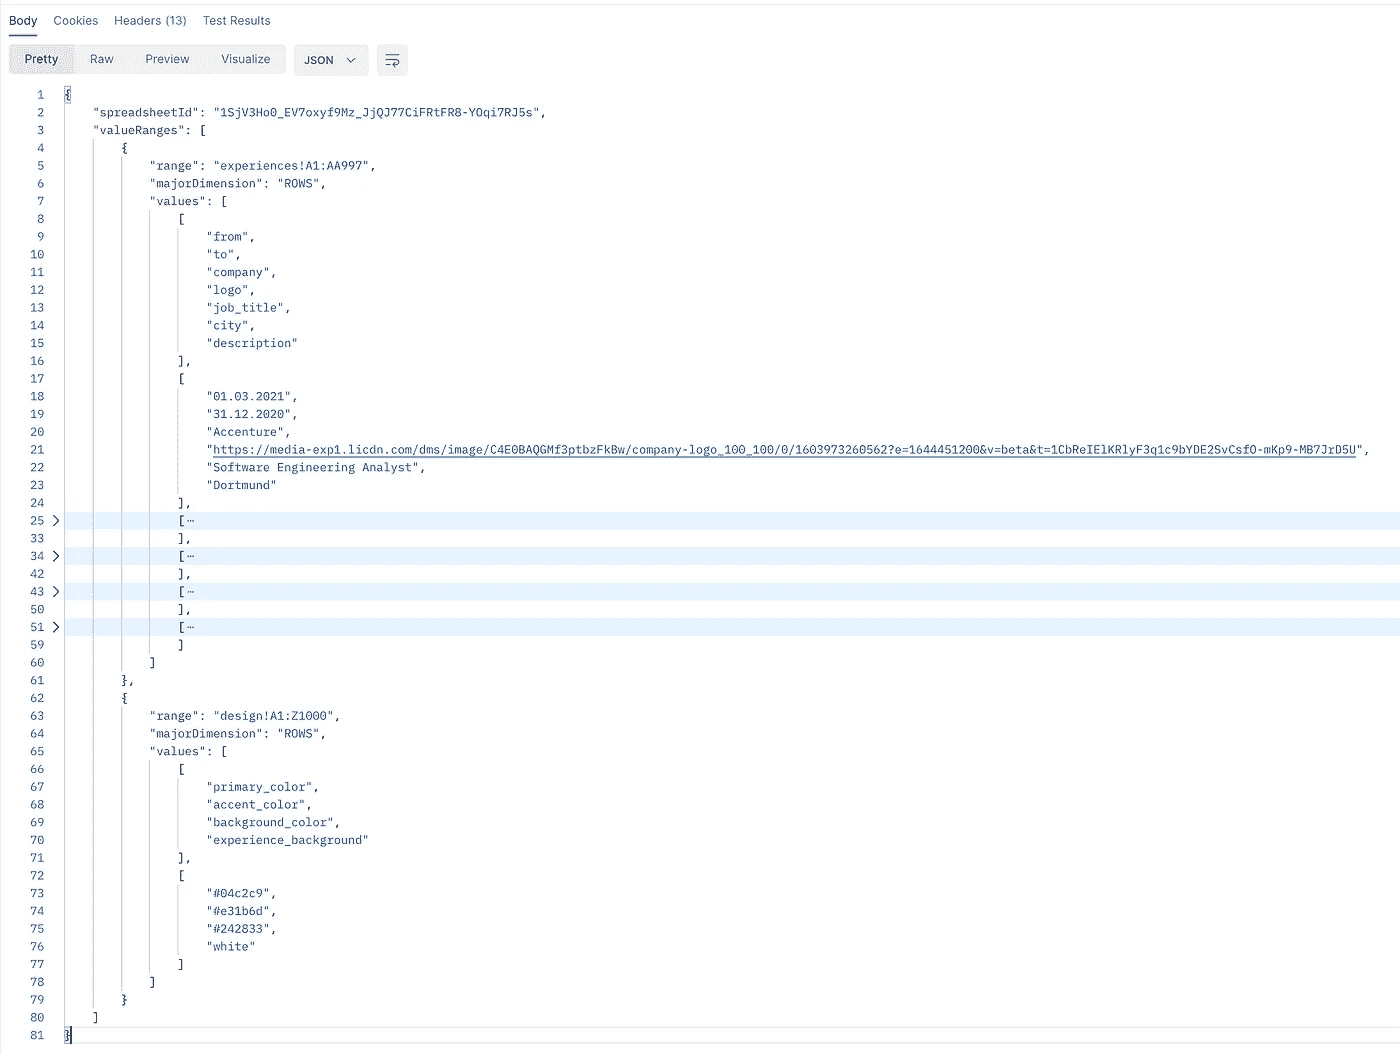 Body Cookies Headers (13) Test Results
Pretty Raw Preview Visualize JSON
1 {
2 "spreadsheetId": "1SjV3Ho0_EV7oxyf9Mz_JjQJ77CiFRtFR8-YOqi7RJ5s",
3 "valueRanges": [
4 {
5 "range": "experiences!A1:AA997",
6 "majorDimension": "ROWS",
7 "values": [
8 [
9 "from",
10 "to",
11 "company",
12 "logo",
13 "job_title",
14 "city",
15 "description"
16 ],
17 [
18 "01.03.2021",
19 "31.12.2020",
20 "Accenture",
21 "https://media-exp1.licdn.com/dms/image/C4E0BAQGMf3ptbzFkBw/company-logo_100_100/0/1603973260562?e=1644451200&v=beta&t=1CbReIElKRlyF3q1c9bYDE2SvCsfO-mKp9-MB7JrD5U",
22 "Software Engineering Analyst",
23 "Dortmund"
24 ],
25 [⋯
33 ],
34 [⋯
42 ],
43 [⋯
50 ],
51 [⋯
59 ]
60 ]
61 },
62 {
63 "range": "design!A1:Z1000",
64 "majorDimension": "ROWS",
65 "values": [
66 [
67 "primary_color",
68 "accent_color",
69 "background_color",
70 "experience_background"
71 ],
72 [
73 "#04c2c9",
74 "#e31b6d",
75 "#242833",
76 "white"
77 ]
78 ]
79 }
80 ]
81 }